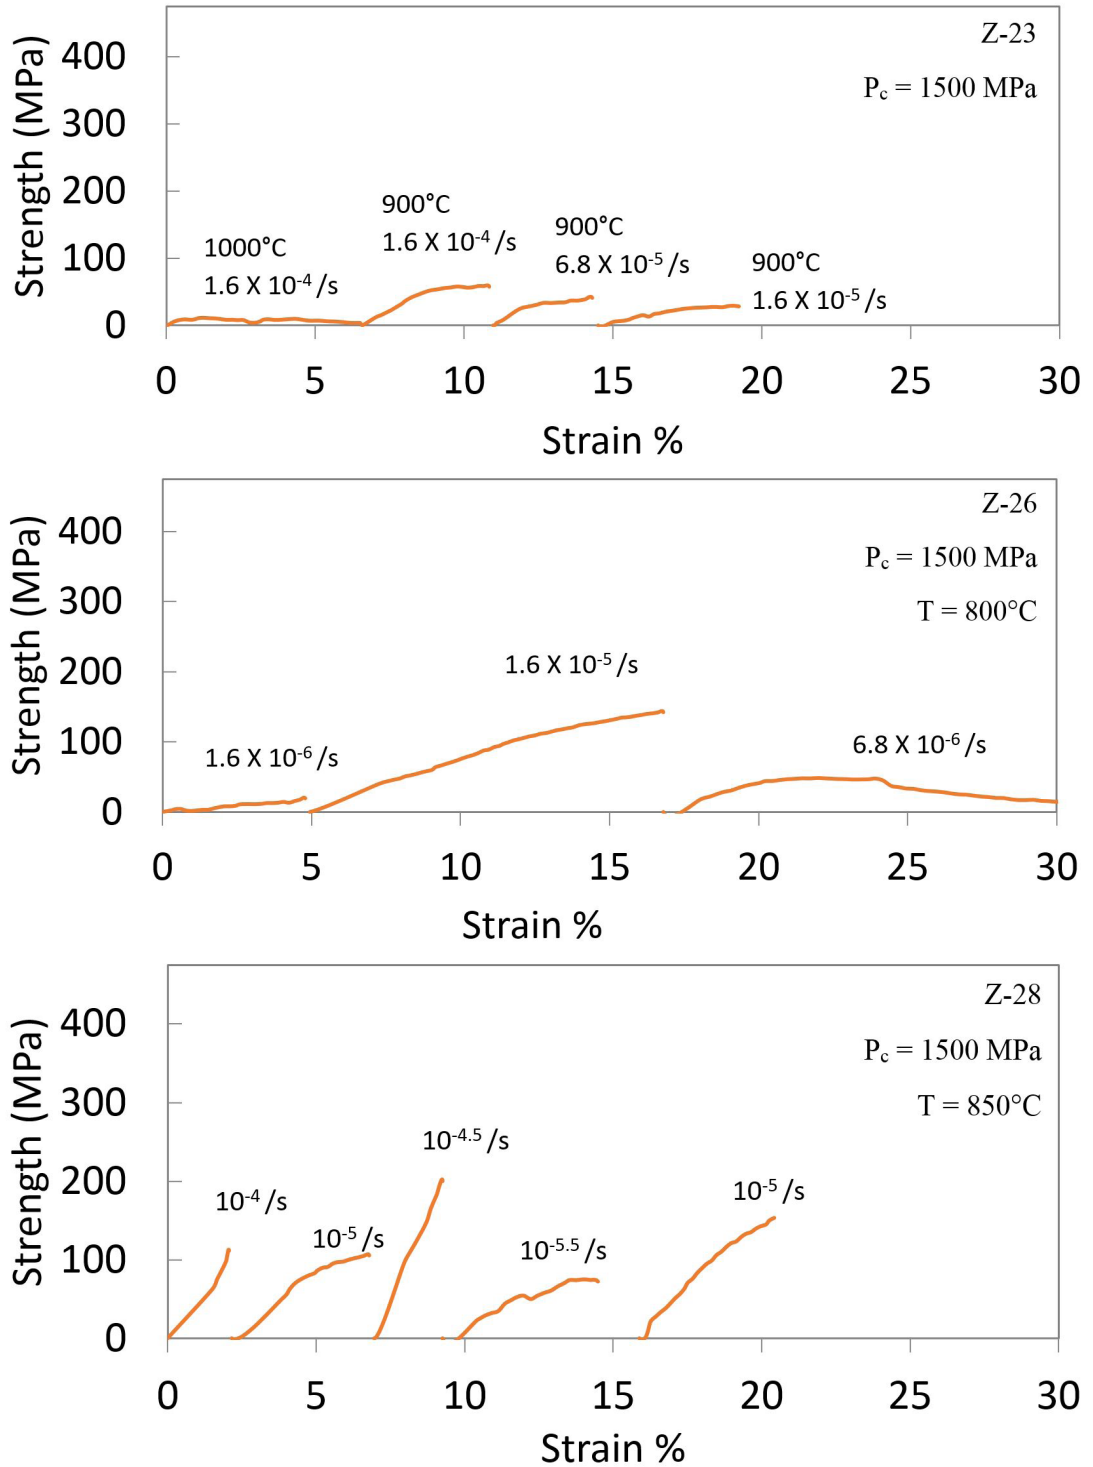 Z-23
P_c = 1500 MPa
Strength (MPa)
400
300
200
100
0
1000°C
1.6 X 10^-4 /s
900°C
1.6 X 10^-4 /s
900°C
6.8 X 10^-5 /s
900°C
1.6 X 10^-5 /s
0 5 10 15 20 25 30
Strain %
Z-26
P_c = 1500 MPa
T = 800°C
Strength (MPa)
400
300
200
100
0
1.6 X 10^-6 /s
1.6 X 10^-5 /s
6.8 X 10^-6 /s
0 5 10 15 20 25 30
Strain %
Z-28
P_c = 1500 MPa
T = 850°C
Strength (MPa)
400
300
200
100
0
10^-4 /s
10^-5 /s
10^-4.5 /s
10^-5.5 /s
10^-5 /s
0 5 10 15 20 25 30
Strain %